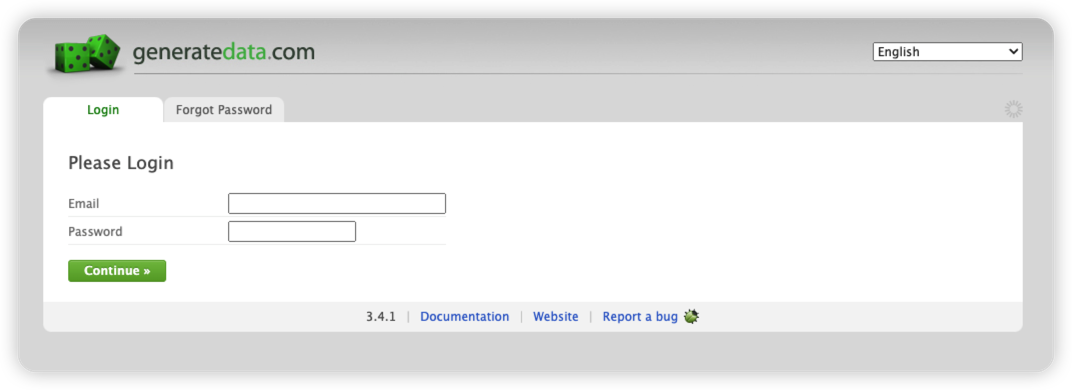 generatedata.com
English
Login Forgot Password
Please Login
Email
Password
Continue »
3.4.1 | Documentation | Website | Report a bug